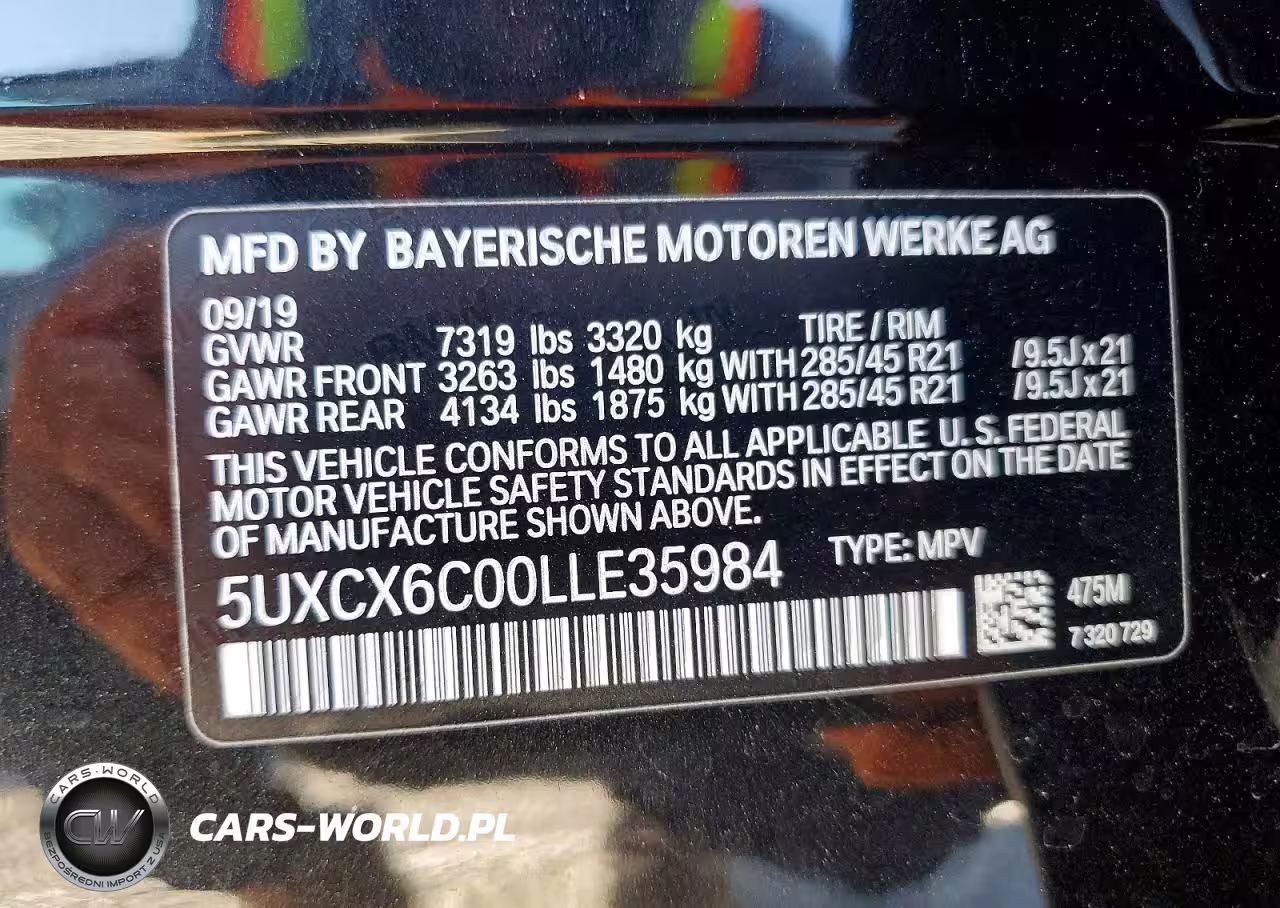 MFD BY BAYERISCHE MOTOREN WERKE AG
09/19
GVWR 7319 lbs 3320 kg TIRE / RIM
GAWR FRONT 3263 lbs 1480 kg WITH 285/45 R21 /9.5J x 21
GAWR REAR 4134 lbs 1875 kg WITH 285/45 R21 /9.5J x 21
THIS VEHICLE CONFORMS TO ALL APPLICABLE U.S. FEDERAL
MOTOR VEHICLE SAFETY STANDARDS IN EFFECT ON THE DATE
OF MANUFACTURE SHOWN ABOVE.
5UXCX6C00LLE35984 TYPE: MPV
475M
7 320 729
CARS-WORLD
CW
BEZPOŚREDNI IMPORT Z USA
CARS-WORLD.PL